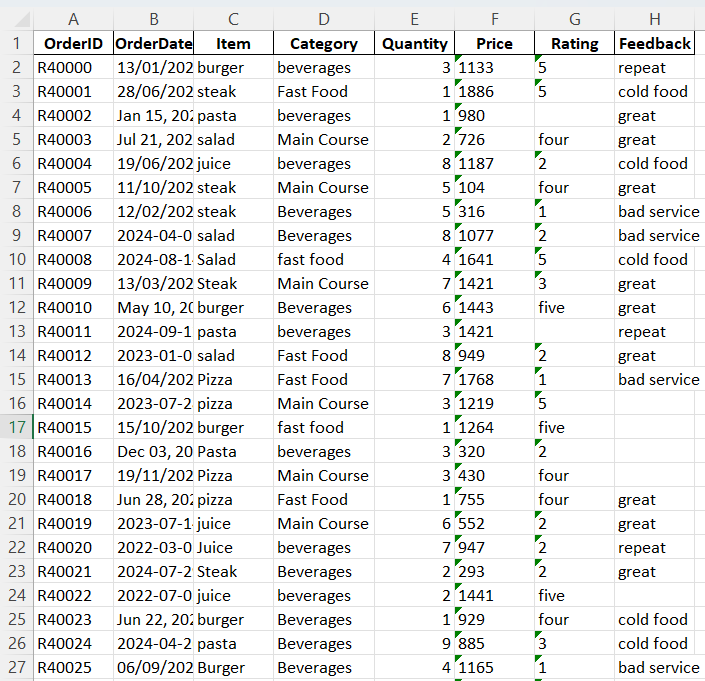 A B C D E F G H
1 OrderID OrderDate Item Category Quantity Price Rating Feedback
2 R40000 13/01/202 burger beverages 3 1133 5 repeat
3 R40001 28/06/202 steak Fast Food 1 1886 5 cold food
4 R40002 Jan 15, 202 pasta beverages 1 980 great
5 R40003 Jul 21, 202 salad Main Course 2 726 four great
6 R40004 19/06/202 juice beverages 8 1187 2 cold food
7 R40005 11/10/202 steak Main Course 5 104 four great
8 R40006 12/02/202 steak Beverages 5 316 1 bad service
9 R40007 2024-04-0 salad Beverages 8 1077 2 bad service
10 R40008 2024-08-1 Salad fast food 4 1641 5 cold food
11 R40009 13/03/202 Steak Main Course 7 1421 3 great
12 R40010 May 10, 20 burger Beverages 6 1443 five great
13 R40011 2024-09-1 pasta beverages 3 1421 repeat
14 R40012 2023-01-0 salad Fast Food 8 949 2 great
15 R40013 16/04/202 Pizza Fast Food 7 1768 1 bad service
16 R40014 2023-07-2 pizza Main Course 3 1219 5
17 R40015 15/10/202 burger fast food 1 1264 five
18 R40016 Dec 03, 20 Pasta beverages 3 320 2
19 R40017 19/11/202 Pizza Main Course 3 430 four
20 R40018 Jun 28, 202 pizza Fast Food 1 755 four great
21 R40019 2023-07-1 juice Main Course 6 552 2 great
22 R40020 2022-03-0 Juice beverages 7 947 2 repeat
23 R40021 2024-07-2 Steak Beverages 2 293 2 great
24 R40022 2022-07-0 juice beverages 2 1441 five
25 R40023 Jun 22, 202 burger Beverages 1 929 four cold food
26 R40024 2024-04-2 pasta Beverages 9 885 3 cold food
27 R40025 06/09/202 Burger Beverages 4 1165 1 bad service